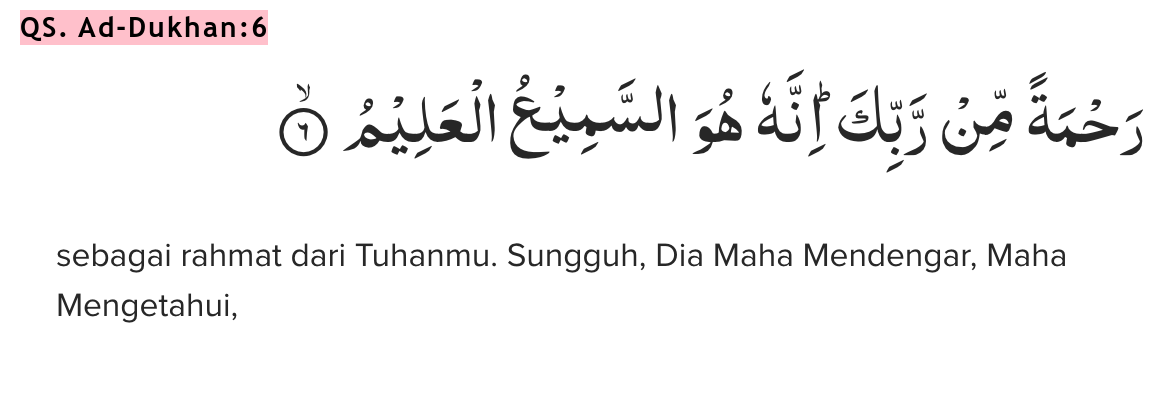 QS. Ad-Dukhan:6
رَحْمَةً مِّنْ رَّبِّكَ ۗاِنَّهٗ هُوَ السَّمِيْعُ الْعَلِيْمُ ۙ ٦
sebagai rahmat dari Tuhanmu. Sungguh, Dia Maha Mendengar, Maha
Mengetahui,